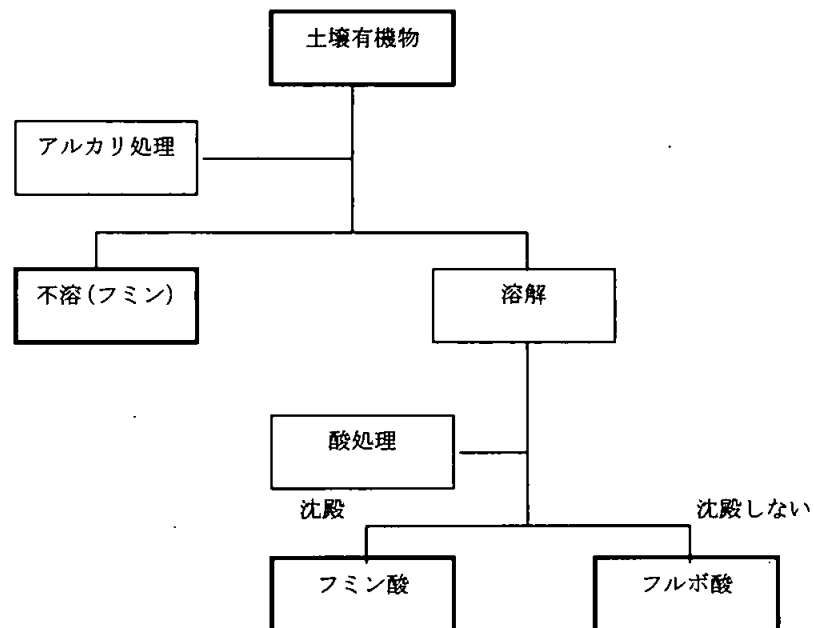 土壌有機物
アルカリ処理
不溶(フミン)
溶解
酸処理
沈殿
沈殿しない
フミン酸
フルボ酸